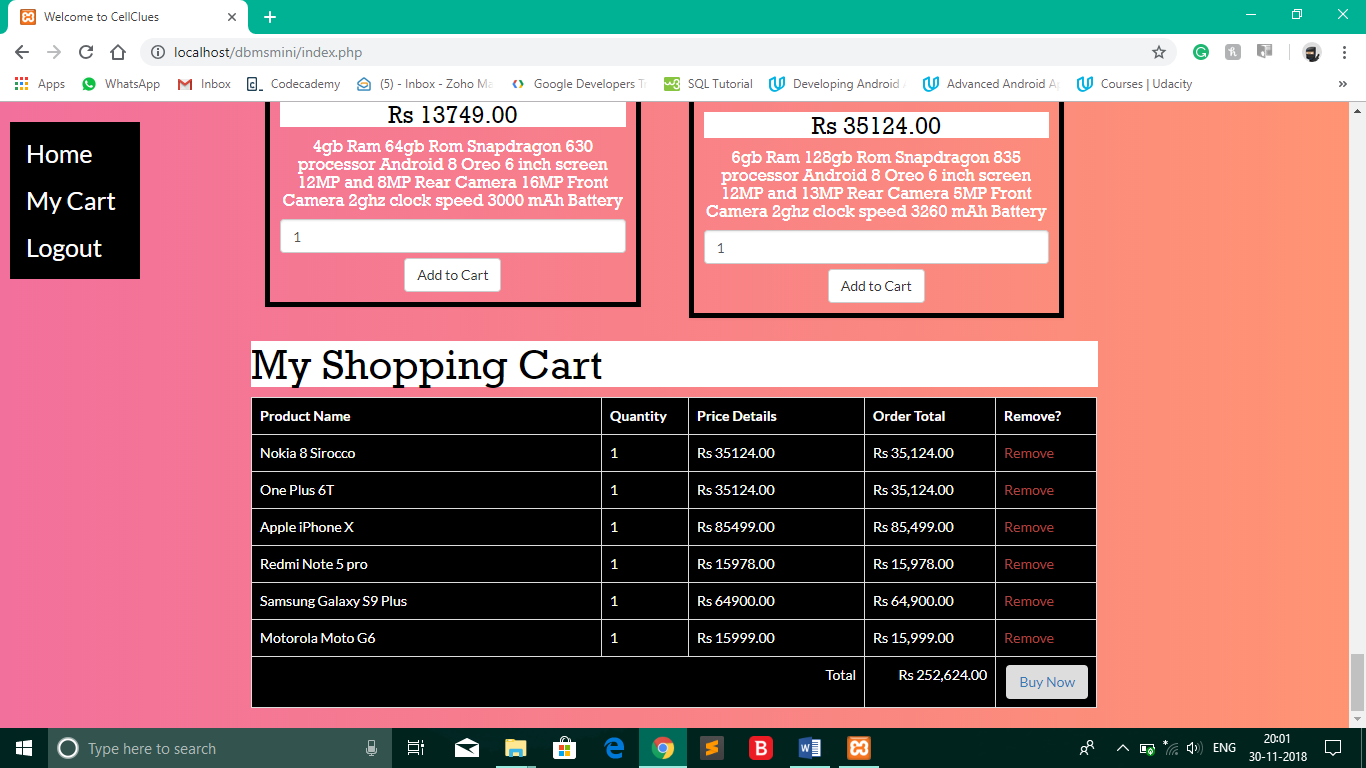 Welcome to CellClues
localhost/dbmsmini/index.php
Apps WhatsApp Inbox Codecademy (5) - Inbox - Zoho Ma Google Developers Tr SQL Tutorial Developing Android A Advanced Android Ap Courses | Udacity »
Home
My Cart
Logout
Rs 13749.00
4gb Ram 64gb Rom Snapdragon 630
processor Android 8 Oreo 6 inch screen
12MP and 8MP Rear Camera 16MP Front
Camera 2ghz clock speed 3000 mAh Battery
1
Add to Cart
Rs 35124.00
6gb Ram 128gb Rom Snapdragon 835
processor Android 8 Oreo 6 inch screen
12MP and 13MP Rear Camera 5MP Front
Camera 2ghz clock speed 3260 mAh Battery
1
Add to Cart
My Shopping Cart
Product Name Quantity Price Details Order Total Remove?
Nokia 8 Sirocco 1 Rs 35124.00 Rs 35,124.00 Remove
One Plus 6T 1 Rs 35124.00 Rs 35,124.00 Remove
Apple iPhone X 1 Rs 85499.00 Rs 85,499.00 Remove
Redmi Note 5 pro 1 Rs 15978.00 Rs 15,978.00 Remove
Samsung Galaxy S9 Plus 1 Rs 64900.00 Rs 64,900.00 Remove
Motorola Moto G6 1 Rs 15999.00 Rs 15,999.00 Remove
Total Rs 252,624.00 Buy Now
Type here to search
ENG
20:01
30-11-2018